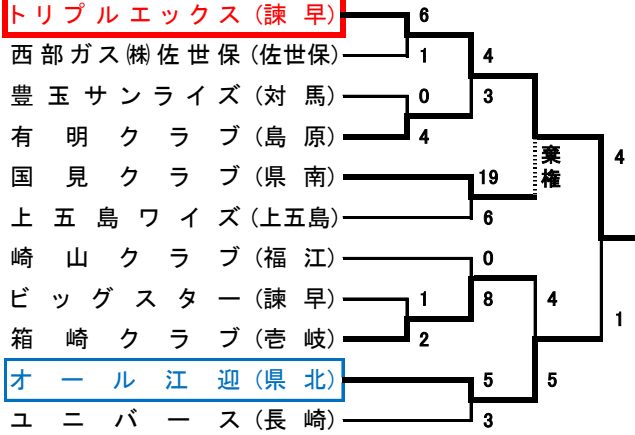 トリプルエックス(諫早) 6
西部ガス㈱佐世保(佐世保) 1 4
豊玉サンライズ(対馬) 0 3
有明クラブ(島原) 4
棄権 4
国見クラブ(県南) 19
上五島ワイズ(上五島) 6
崎山クラブ(福江) 0
ビッグスター(諫早) 1 8 4
1
箱崎クラブ(壱岐) 2
オール江迎(県北) 5 5
ユニバース(長崎) 3